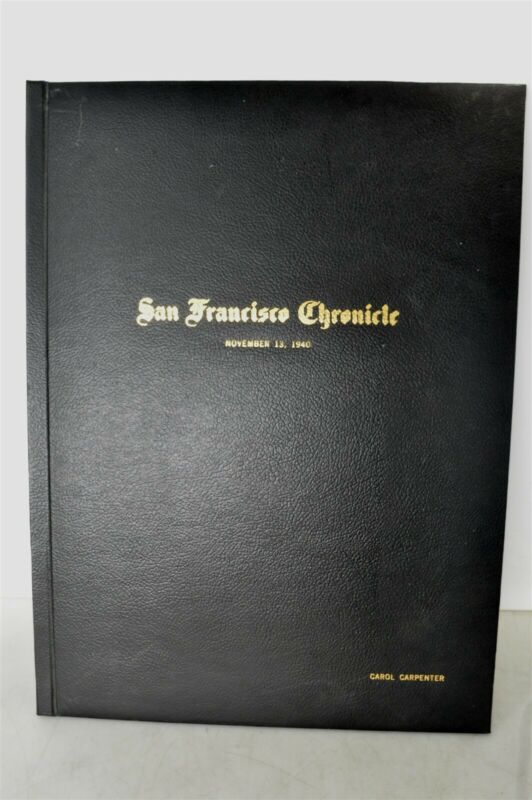 San Francisco Chronicle
NOVEMBER 13, 1940
CAROL CARPENTER